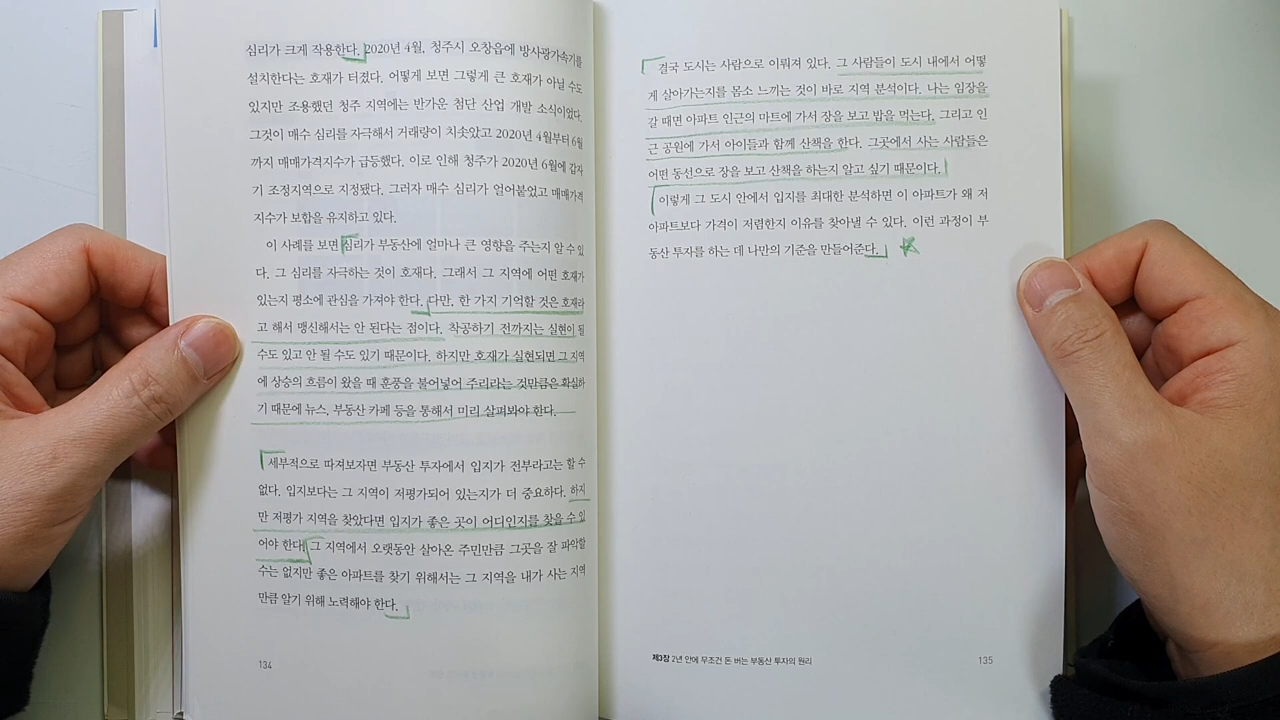 심리가 크게 작용한다. 2020년 4월, 청주시 오창읍에 방사광가속기를
설치한다는 호재가 터졌다. 어떻게 보면 그렇게 큰 호재가 아닐 수도
있지만 조용했던 청주 지역에는 반가운 첨단 산업 개발 소식이었다.
그것이 매수 심리를 자극해서 거래량이 치솟았고 2020년 4월부터 6월
까지 매매가격지수가 급등했다. 이로 인해 청주가 2020년 6월에 갑자
기 조정지역으로 지정됐다. 그러자 매수 심리가 얼어붙었고 매매가격
지수가 보합을 유지하고 있다.
이 사례를 보면 심리가 부동산에 얼마나 큰 영향을 주는지 알 수 있
다. 그 심리를 자극하는 것이 호재다. 그래서 그 지역에 어떤 호재가
있는지 평소에 관심을 가져야 한다. 다만, 한 가지 기억할 것은 호재라
고 해서 맹신해서는 안 된다는 점이다. 착공하기 전까지는 실현이 될
수도 있고 안 될 수도 있기 때문이다. 하지만 호재가 실현되면 그 지역
에 상승의 흐름이 왔을 때 훈풍을 불어넣어 주리라는 것만큼은 확실하
기 때문에 뉴스, 부동산 카페 등을 통해서 미리 살펴봐야 한다.
세부적으로 따져보자면 부동산 투자에서 입지가 전부라고는 할 수
없다. 입지보다는 그 지역이 저평가되어 있는지가 더 중요하다. 하지
만 저평가 지역을 찾았다면 입지가 좋은 곳이 어디인지를 찾을 수 있
어야 한다. 그 지역에서 오랫동안 살아온 주민만큼 그곳을 잘 파악할
수는 없지만 좋은 아파트를 찾기 위해서는 그 지역을 내가 사는 지역
만큼 알기 위해 노력해야 한다.
134
결국 도시는 사람으로 이뤄져 있다. 그 사람들이 도시 내에서 어떻
게 살아가는지를 몸소 느끼는 것이 바로 지역 분석이다. 나는 임장을
갈 때면 아파트 인근의 마트에 가서 장을 보고 밥을 먹는다. 그리고 인
근 공원에 가서 아이들과 함께 산책을 한다. 그곳에서 사는 사람들은
어떤 동선으로 장을 보고 산책을 하는지 알고 싶기 때문이다.
이렇게 그 도시 안에서 입지를 최대한 분석하면 이 아파트가 왜 저
아파트보다 가격이 저렴한지 이유를 찾아낼 수 있다. 이런 과정이 부
동산 투자를 하는 데 나만의 기준을 만들어준다.
제3장 2년 안에 무조건 돈 버는 부동산 투자의 원리
135